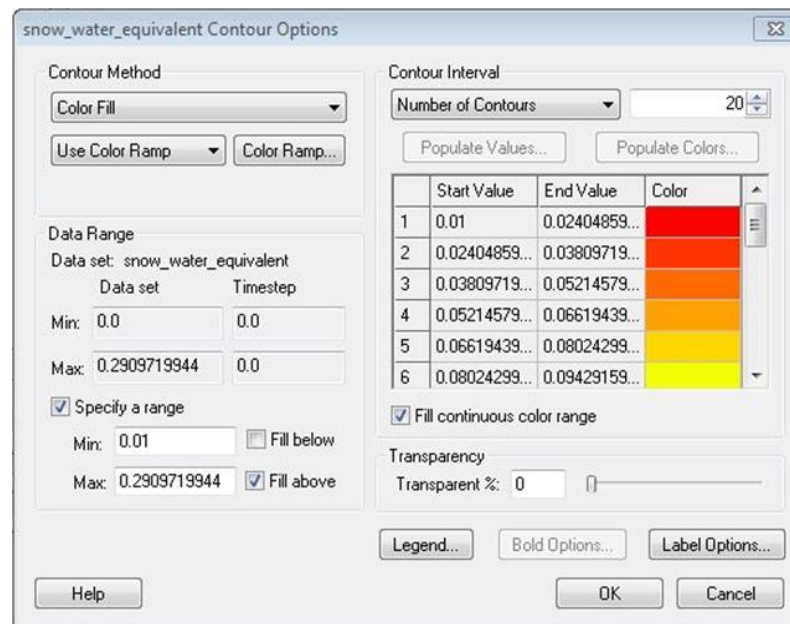 snow_water_equivalent Contour Options
Contour Method
Color Fill
Use Color Ramp Color Ramp...
Data Range
Data set: snow_water_equivalent
Data set Timestep
Min: 0.0 0.0
Max: 0.2909719944 0.0
Specify a range
Min: 0.01 Fill below
Max: 0.2909719944 Fill above
Contour Interval
Number of Contours 20
Populate Values... Populate Colors...
Start Value End Value Color
1 0.01 0.02404859...
2 0.02404859... 0.03809719...
3 0.03809719... 0.05214579...
4 0.05214579... 0.06619439...
5 0.06619439... 0.08024299...
6 0.08024299... 0.09429159...
Fill continuous color range
Transparency
Transparent %: 0
Legend... Bold Options... Label Options...
Help OK Cancel